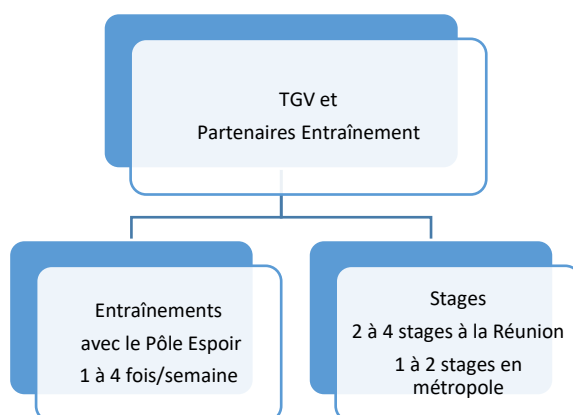 TGV et
Partenaires Entraînement
Entraînements
avec le Pôle Espoir
1 à 4 fois/semaine
Stages
2 à 4 stages à la Réunion
1 à 2 stages en
métropole